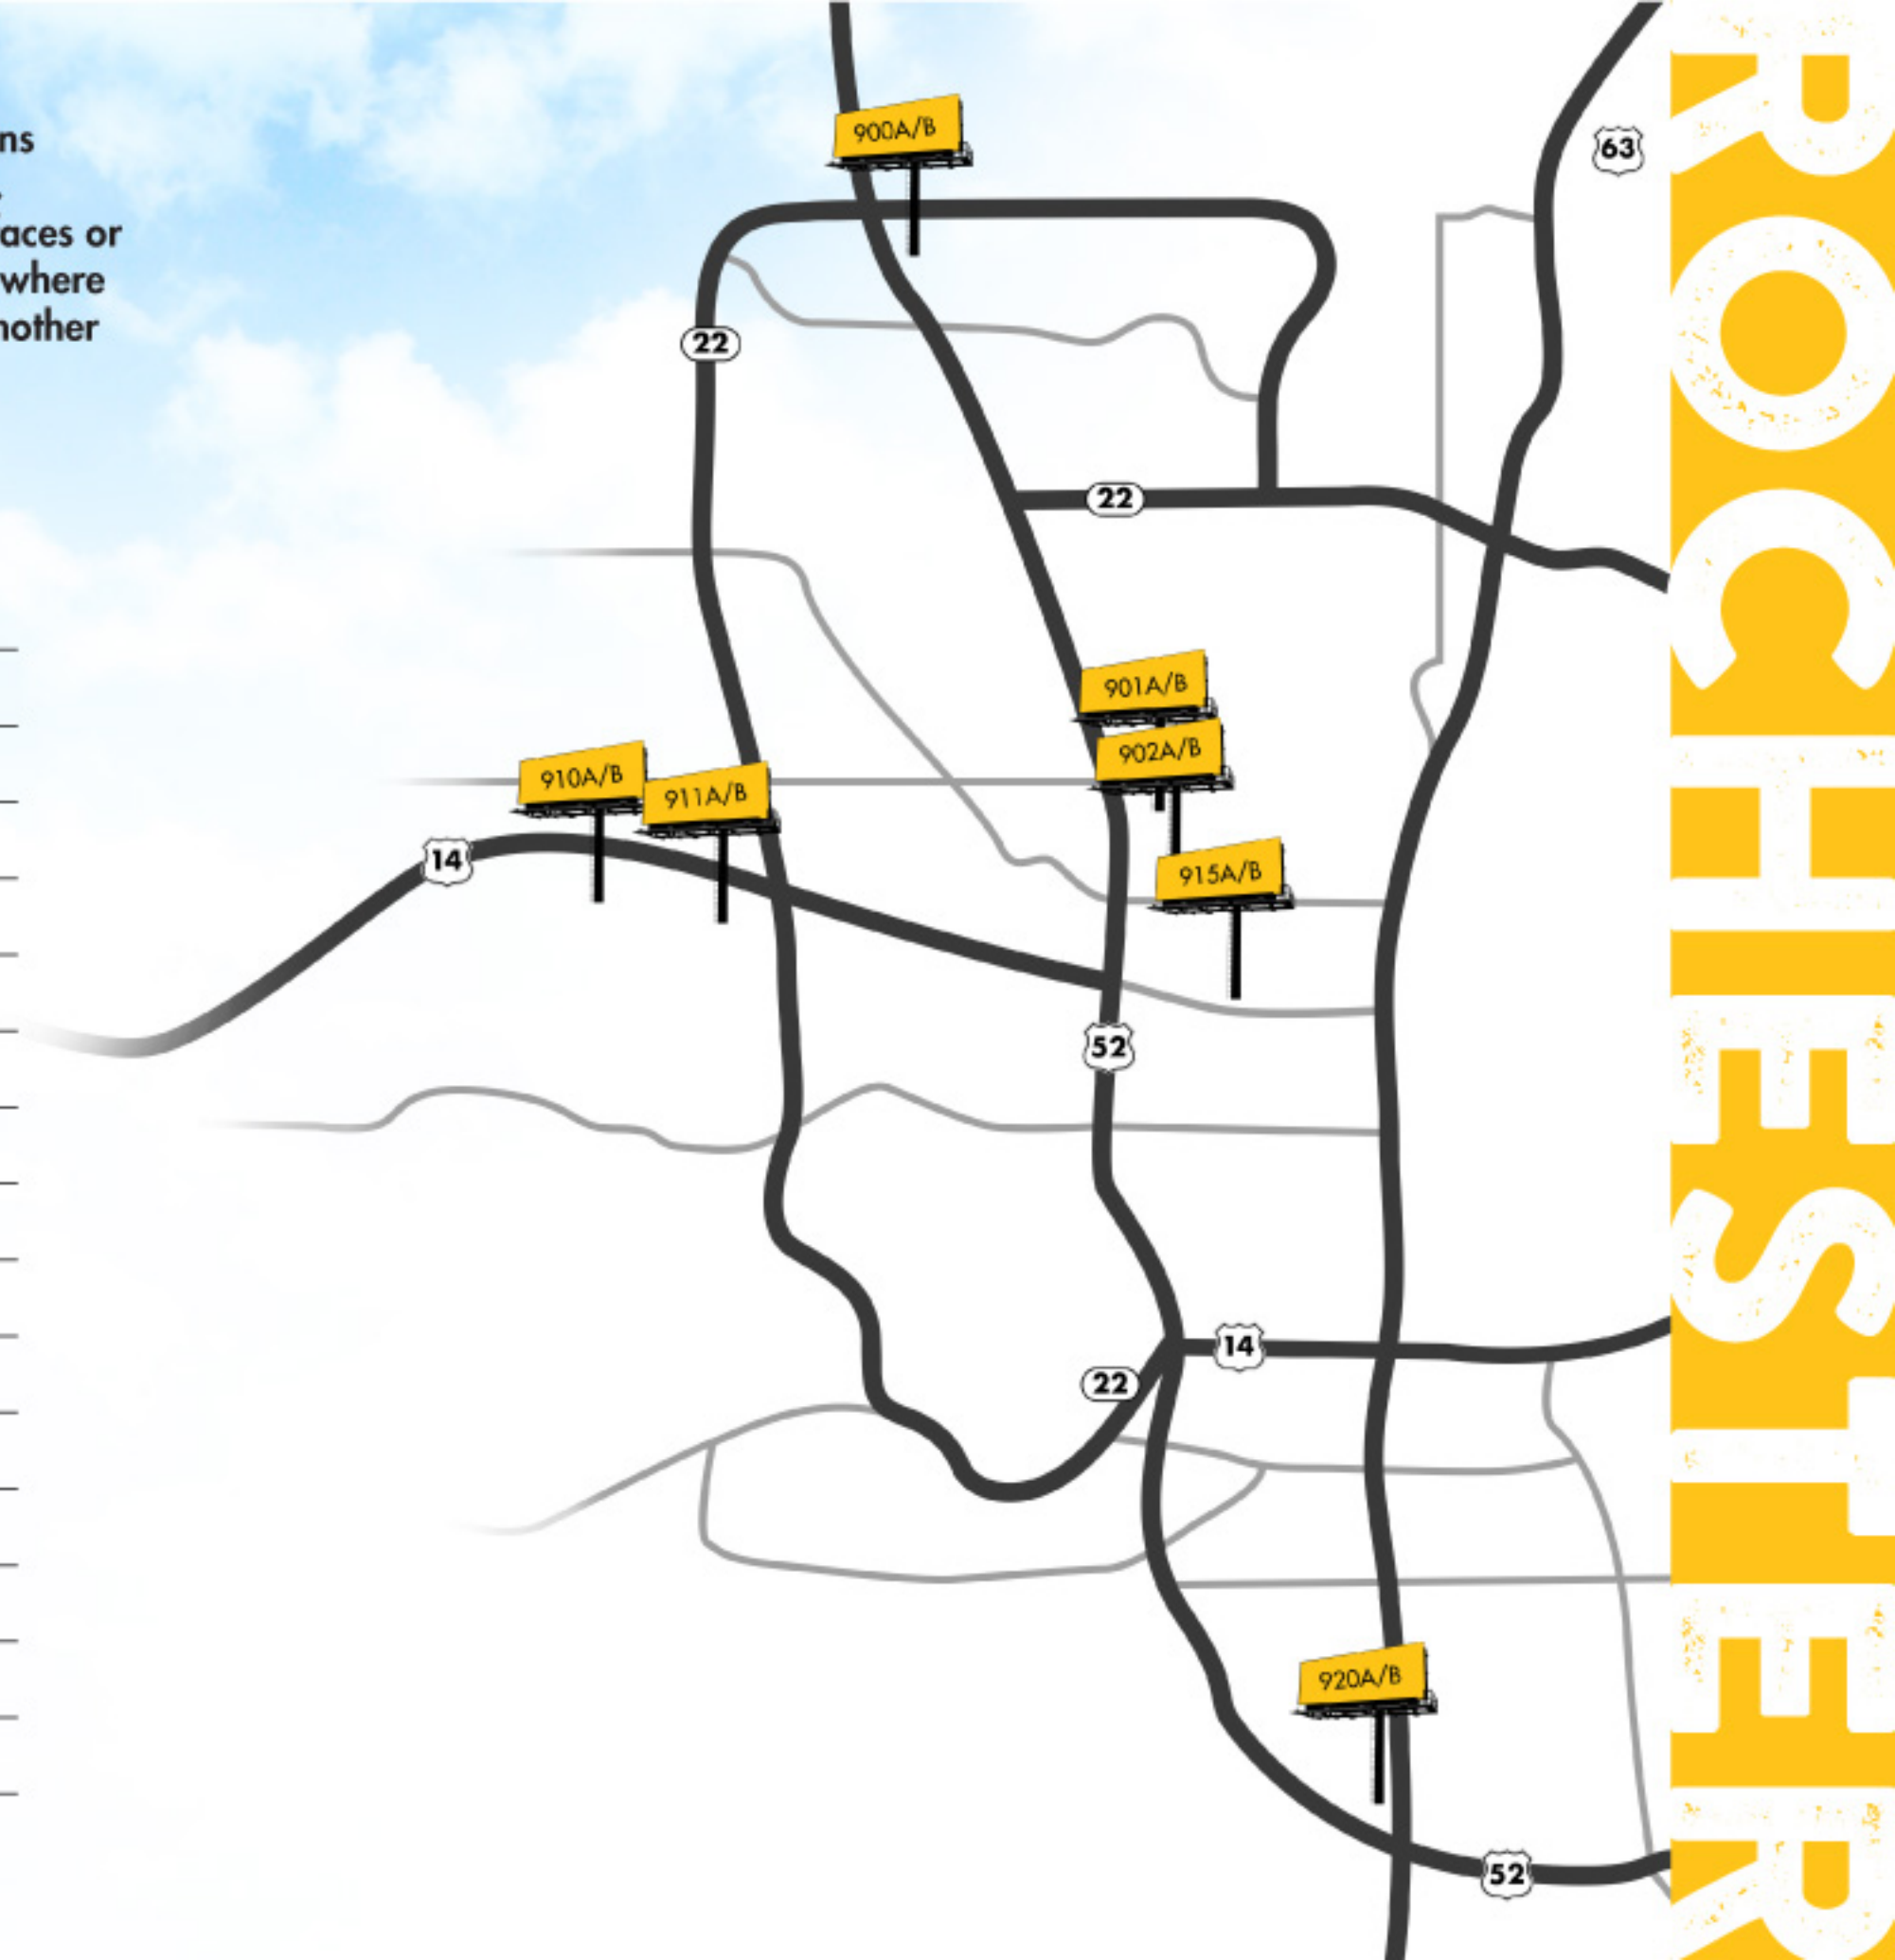 ns
aces or
where
nother
900A/B
63
22
22
901A/B
902A/B
910A/B
911A/B
14
915A/B
52
14
22
920A/B
52
ROCHESTER